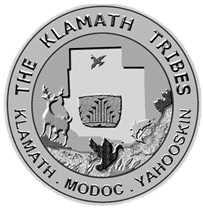 THE KLAMATH TRIBES
KLAMATH . MODOC . YAHOOSKIN